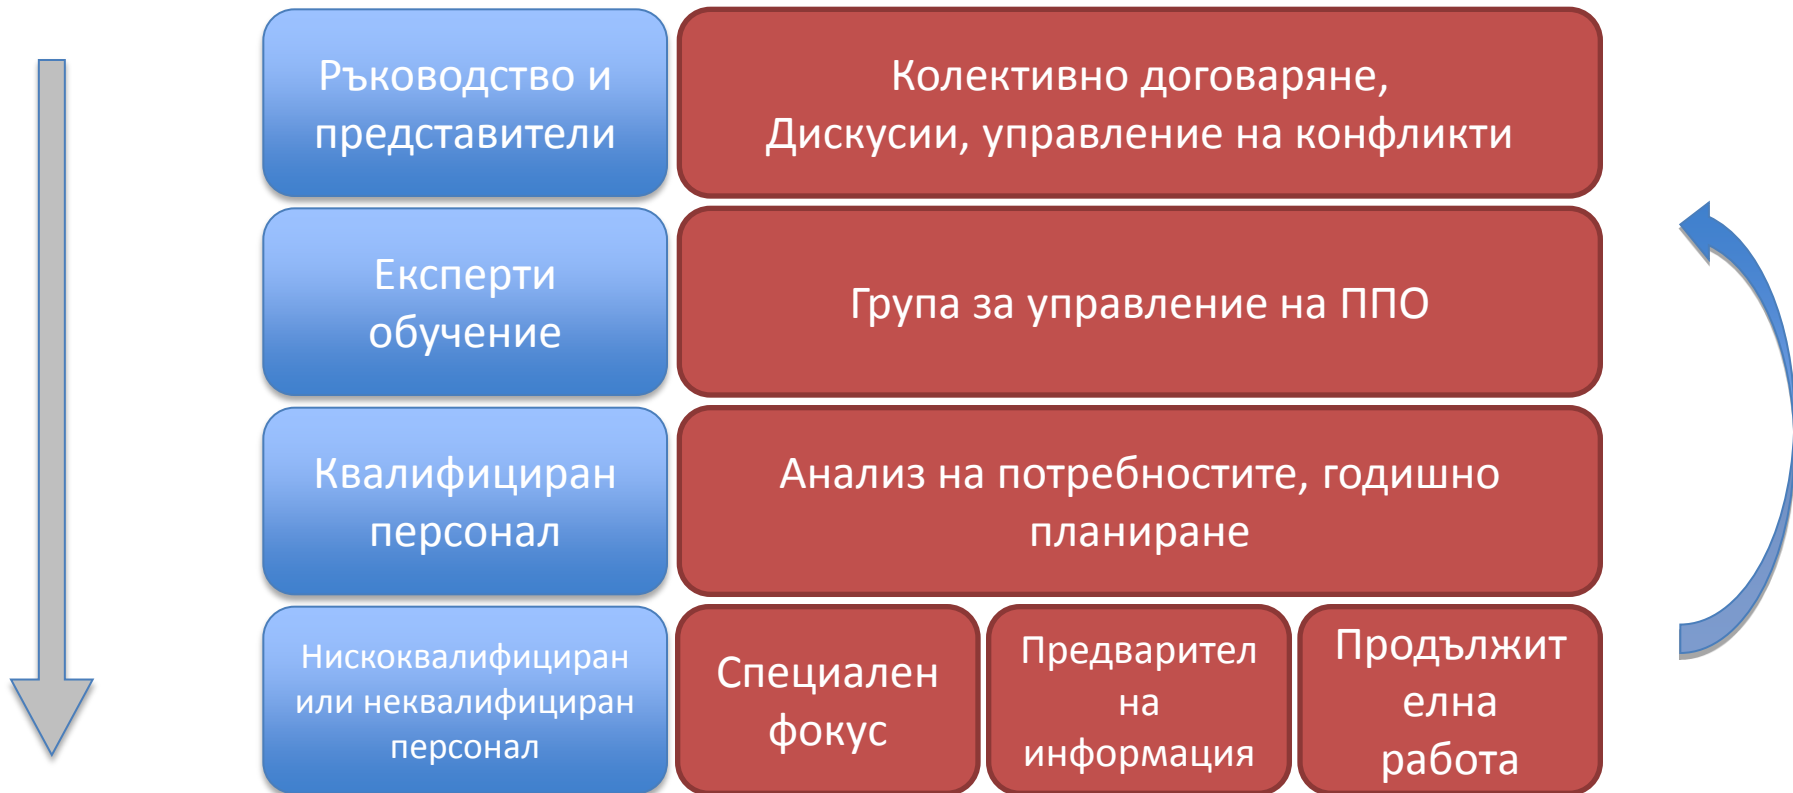 Ръководство и
представители
Колективно договаряне,
Дискусии, управление на конфликти
Експерти
обучение
Група за управление на ППО
Квалифициран
персонал
Анализ на потребностите, годишно
планиране
Нискоквалифициран
или неквалифициран
персонал
Специален
фокус
Предварител
на
информация
Продължит
елна
работа